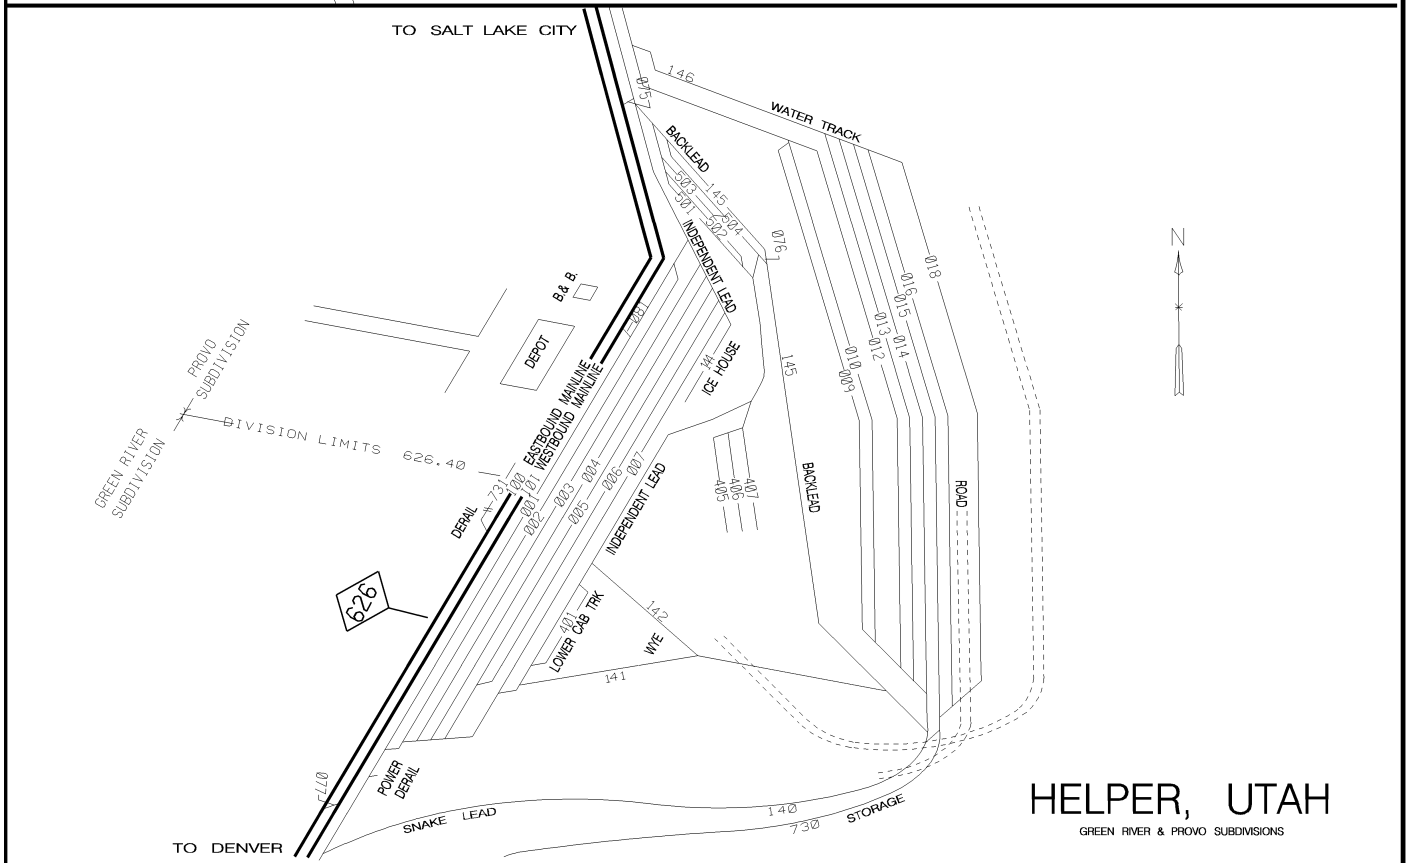 TO SALT LAKE CITY
146
0757
WATER TRACK
BACKLEAD
503
145
501
504
502
076
INDEPENDENT LEAD
N
018
016
015
014
013
012
010
009
B.& B.
081
DEPOT
144
ICE HOUSE
145
PROVO
SUBDIVISION
EASTBOUND MAINLINE
WESTBOUND MAINLINE
DIVISION LIMITS 626.40
GREEN RIVER
SUBDIVISION
731
100
101
001
002
003
004
005
006
007
INDEPENDENT LEAD
405
406
407
BACKLEAD
ROAD
DERAIL
626
401
LOWER CAB TRK
142
WYE
141
POWER
DERAIL
077
SNAKE LEAD
140
730
STORAGE
HELPER, UTAH
GREEN RIVER & PROVO SUBDIVISIONS
TO DENVER